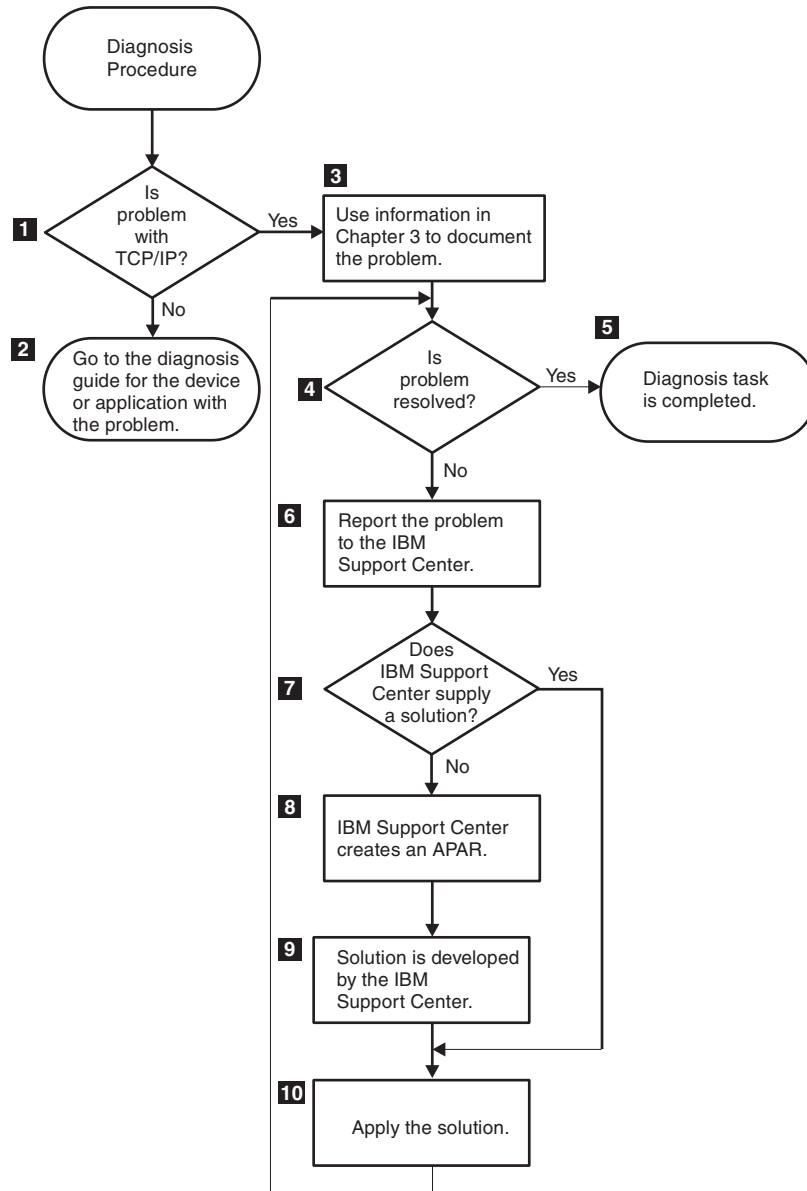 Diagnosis
Procedure
1
Is
problem
with
TCP/IP?
Yes
No
2
Go to the diagnosis
guide for the device
or application with
the problem.
3
Use information in
Chapter 3 to document
the problem.
4
Is
problem
resolved?
Yes
No
5
Diagnosis task
is completed.
6
Report the problem
to the IBM
Support Center.
7
Does
IBM Support
Center supply
a solution?
Yes
No
8
IBM Support Center
creates an APAR.
9
Solution is developed
by the IBM
Support Center.
10
Apply the solution.